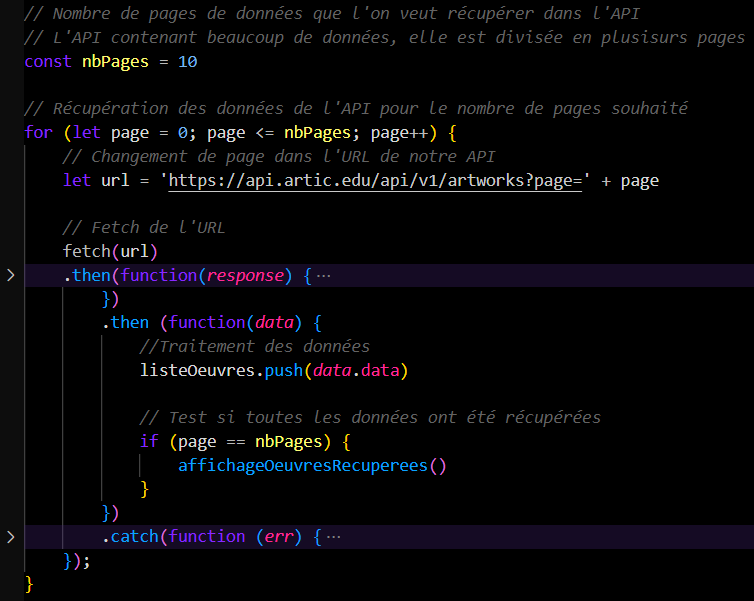 // Nombre de pages de données que l'on veut récupérer dans l'API
// L'API contenant beaucoup de données, elle est divisée en plusisurs pages
const nbPages = 10
// Récupération des données de l'API pour le nombre de pages souhaité
for (let page = 0; page <= nbPages; page++) {
// Changement de page dans l'URL de notre API
let url = 'https://api.artic.edu/api/v1/artworks?page=' + page
// Fetch de l'URL
fetch(url)
.then(function(response) { ···
})
.then (function(data) {
//Traitement des données
listeOeuvres.push(data.data)
// Test si toutes les données ont été récupérées
if (page == nbPages) {
affichageOeuvresRecuperees()
}
})
.catch(function (err) { ···
});
}